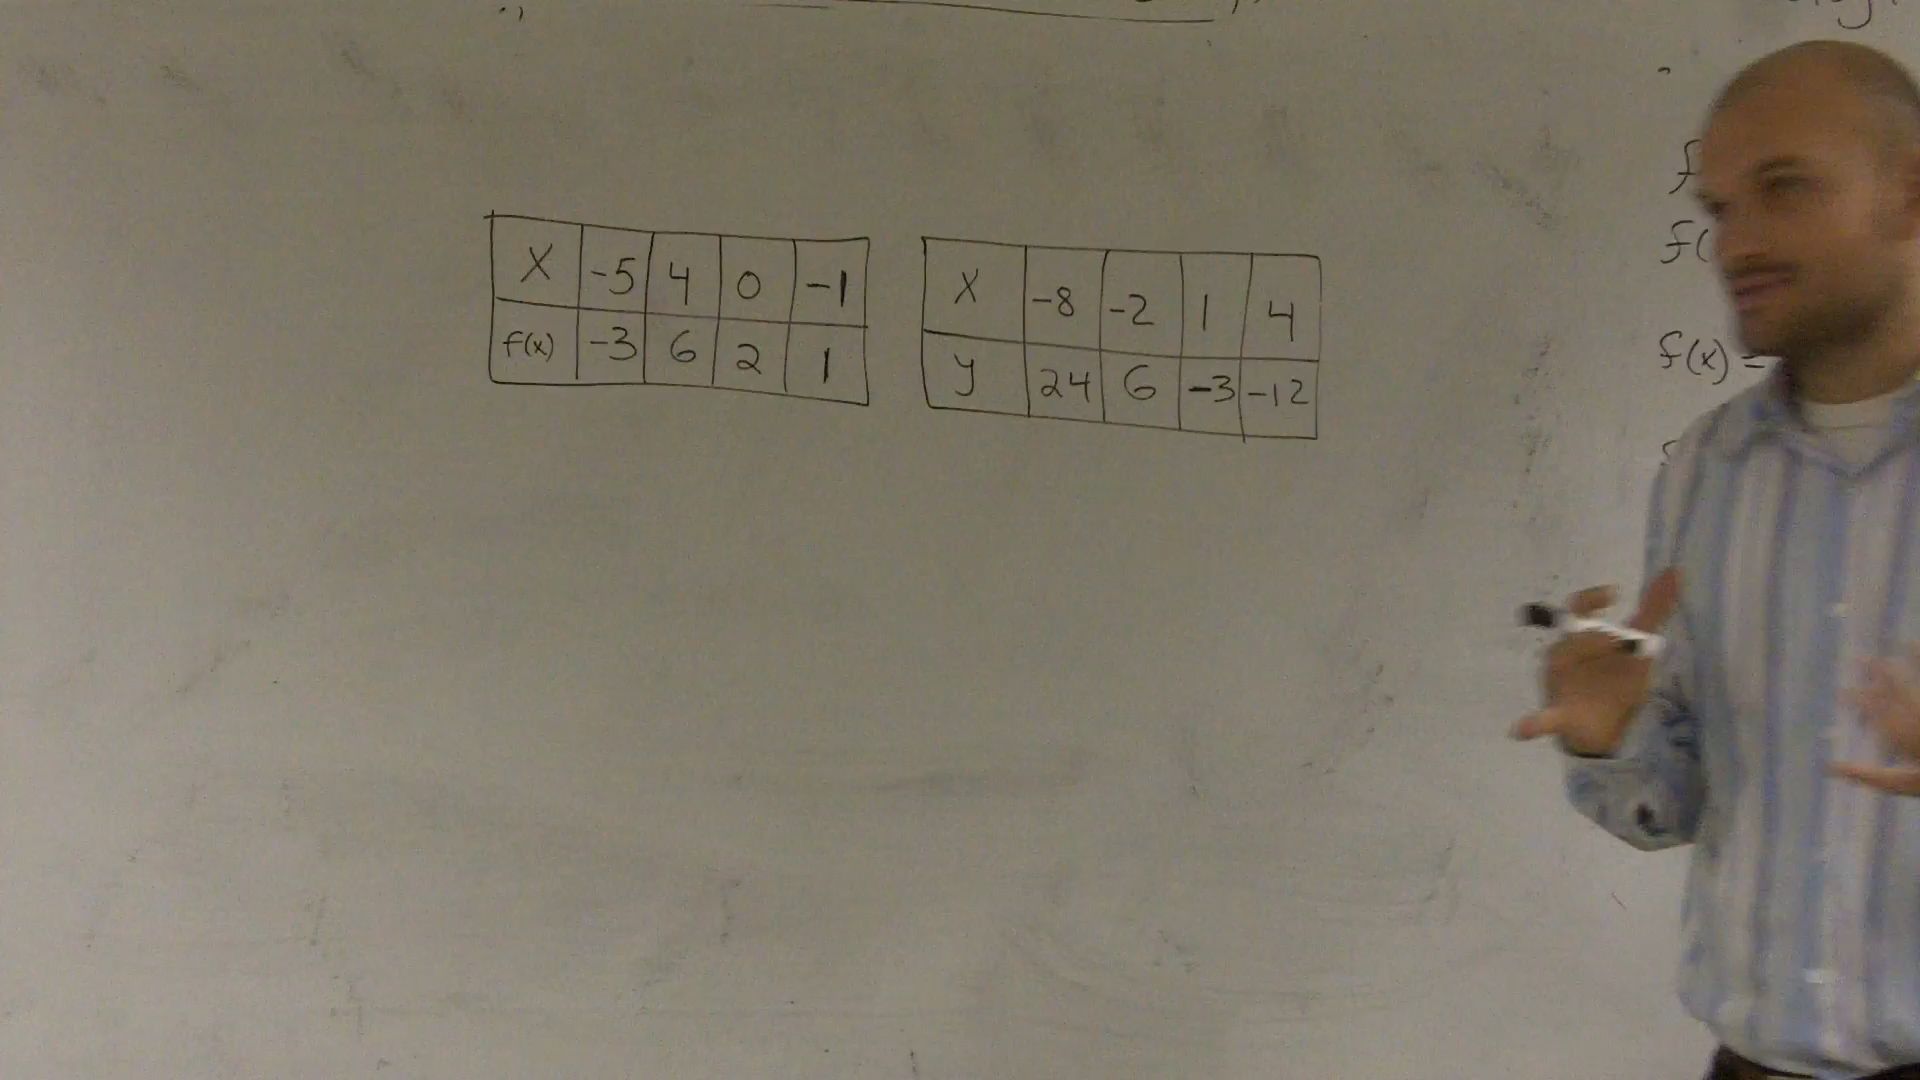 X -5 4 0 -1
f(x) -3 6 2 1
X -8 -2 1 4
y 24 6 -3 -12
f(
f(x) =